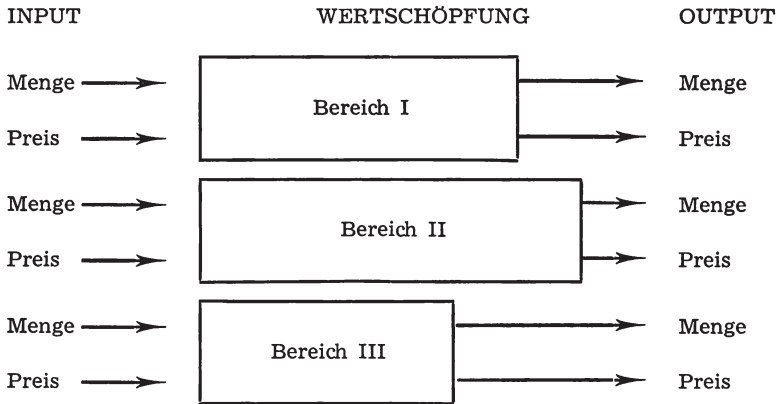 INPUT WERTSCHÖPFUNG OUTPUT
Menge Menge
Bereich I
Preis Preis
Menge Menge
Bereich II
Preis Preis
Menge Menge
Bereich III
Preis Preis